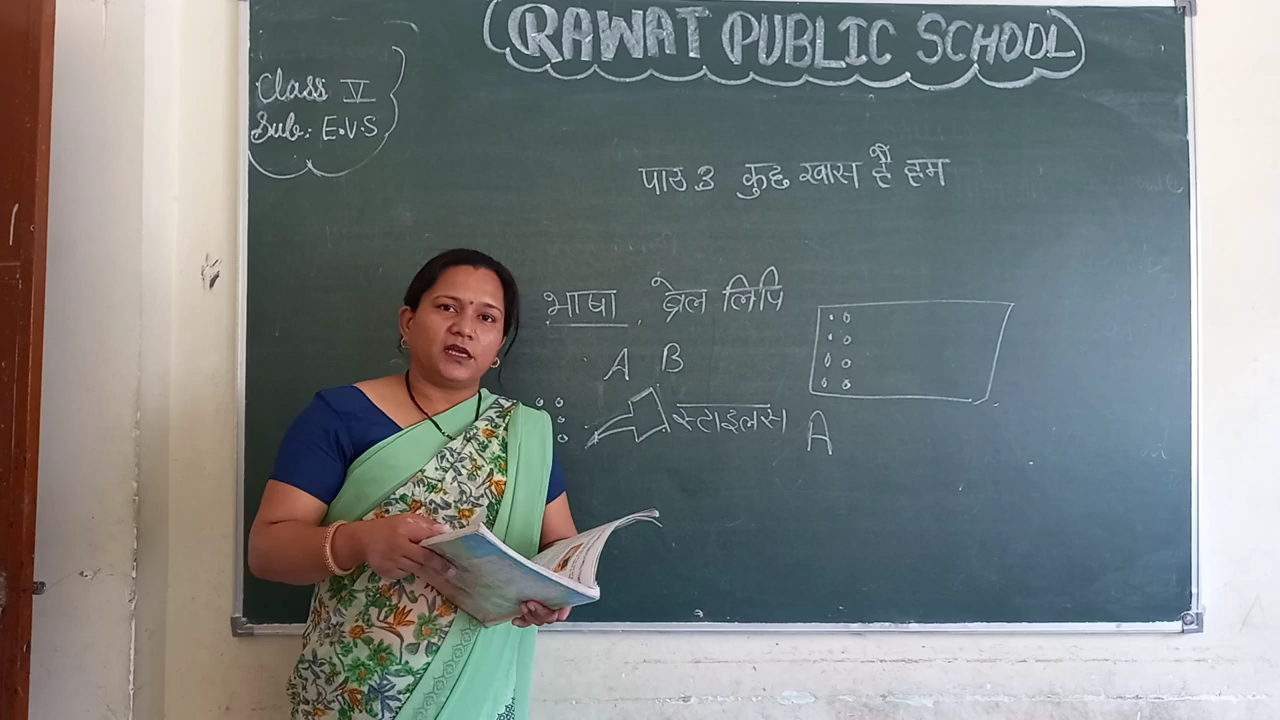 RAWAT PUBLIC SCHOOL
Class V
Sub: E.V.S
पाठ 3 कुछ खास है हम
भाषा, ब्रेल लिपि
A B
स्टाइलस A